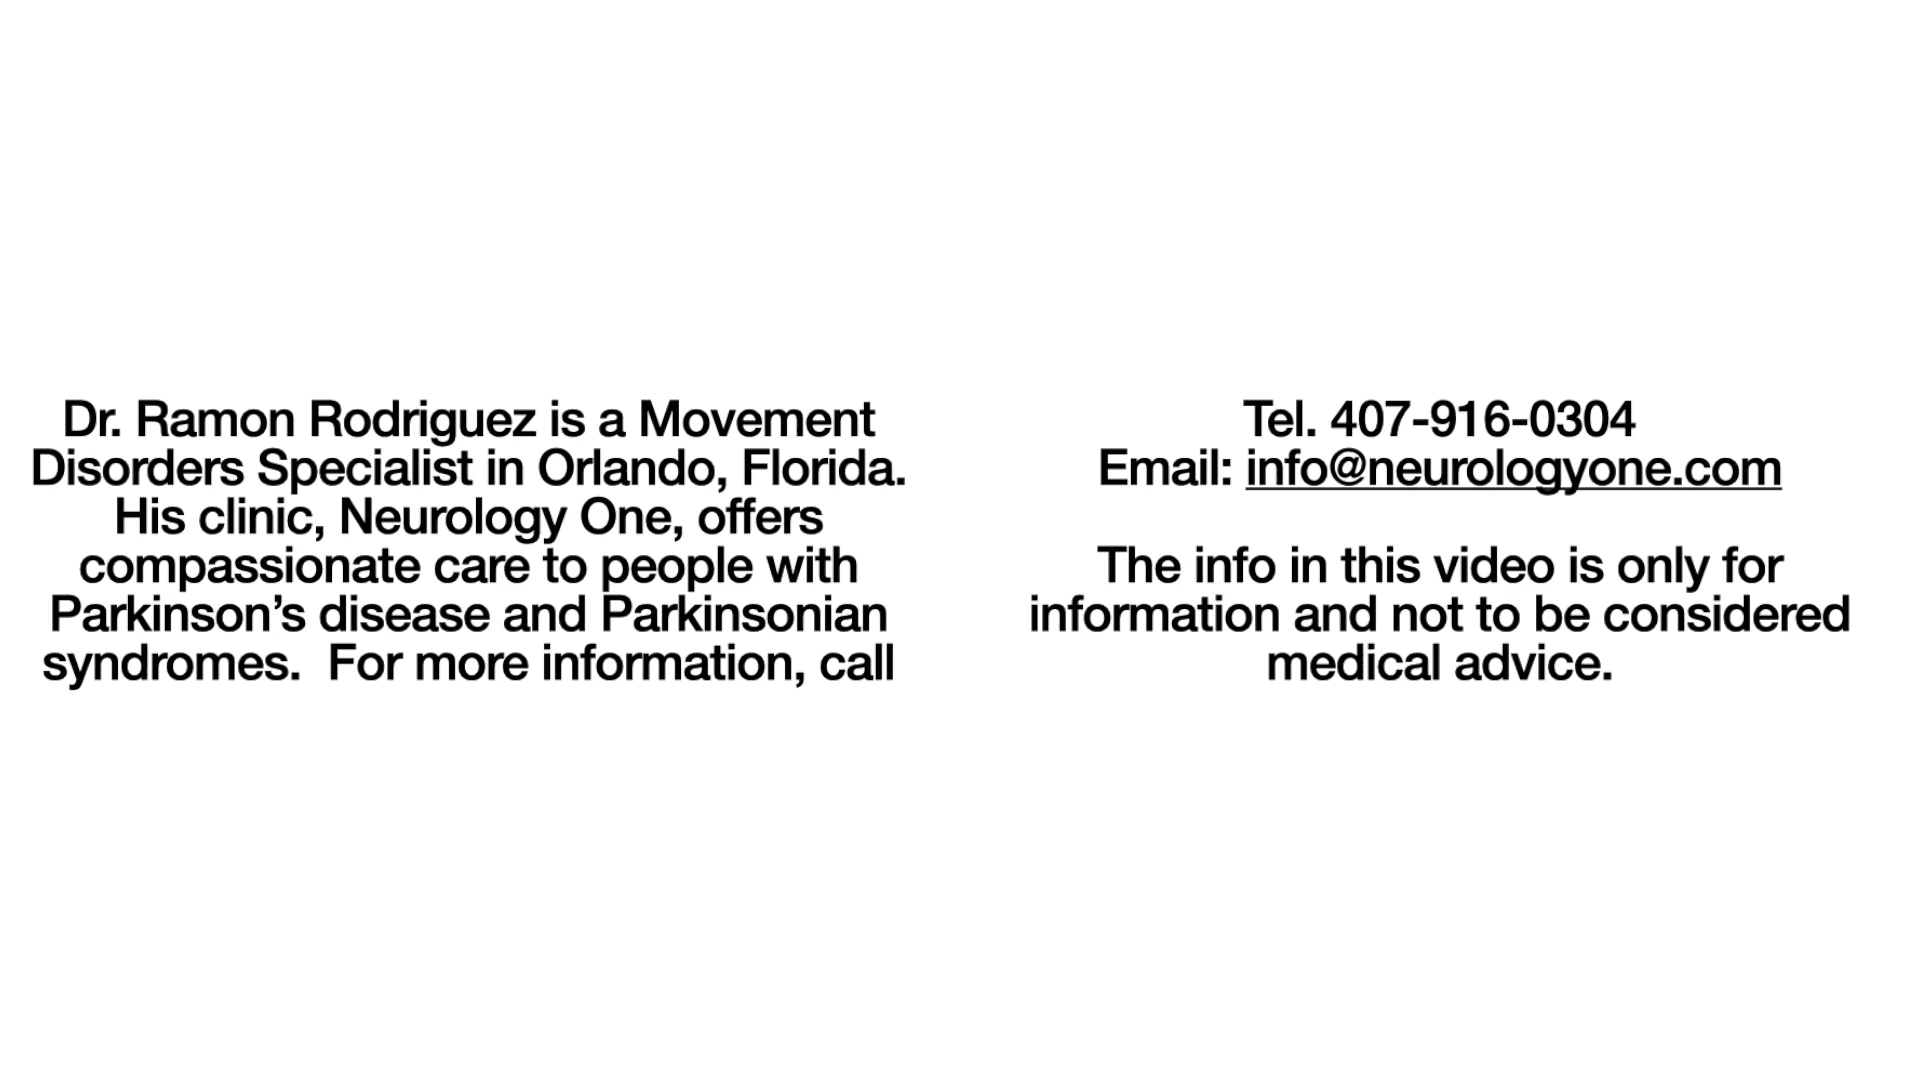 Dr. Ramon Rodriguez is a Movement
Disorders Specialist in Orlando, Florida.
His clinic, Neurology One, offers
compassionate care to people with
Parkinson’s disease and Parkinsonian
syndromes.  For more information, call
Tel. 407-916-0304
Email: info@neurologyone.com
The info in this video is only for
information and not to be considered
medical advice.